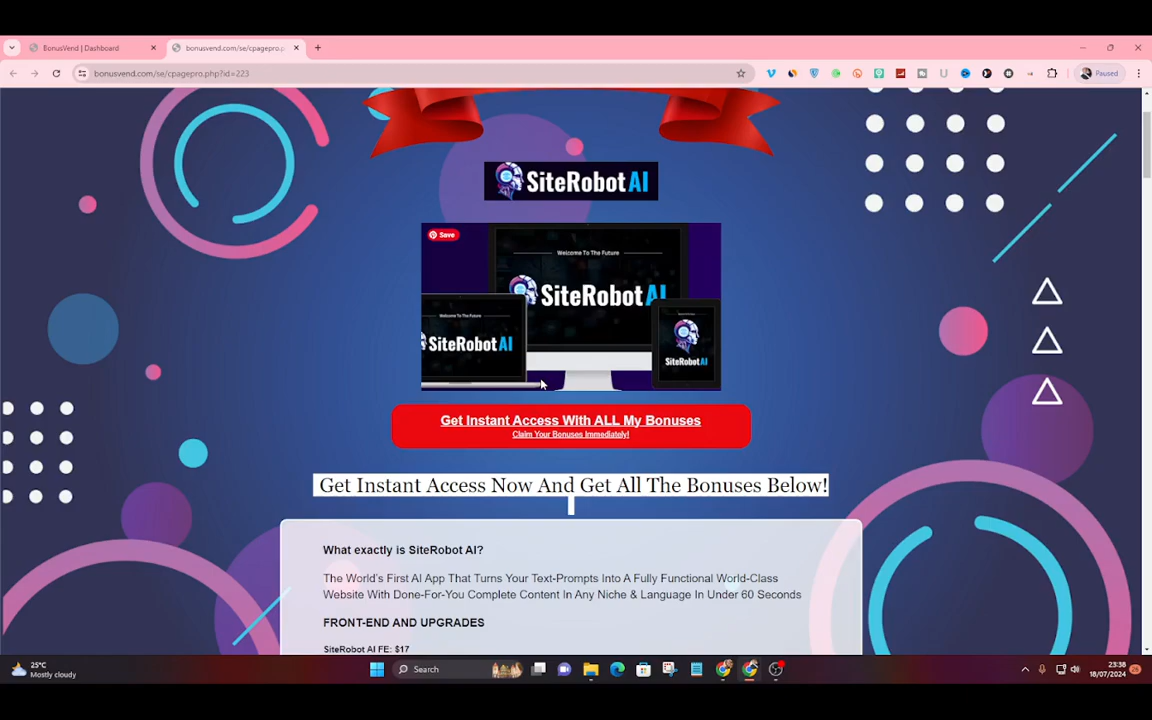 BonusVend | Dashboard
bonusvend.com/se/cpagepro.p
bonusvend.com/se/cpagepro.php?id=223
Paused
SiteRobot AI
Save
Welcome To The Future
SiteRobot AI
Welcome To The Future
SiteRobot AI
SiteRobot AI
Get Instant Access With ALL My Bonuses
Claim Your Bonuses Immediately!
Get Instant Access Now And Get All The Bonuses Below!
What exactly is SiteRobot AI?
The World's First AI App That Turns Your Text-Prompts Into A Fully Functional World-Class
Website With Done-For-You Complete Content In Any Niche & Language In Under 60 Seconds
FRONT-END AND UPGRADES
SiteRobot AI FE: $17
25°C
Mostly cloudy
Search
23:38
18/07/2024